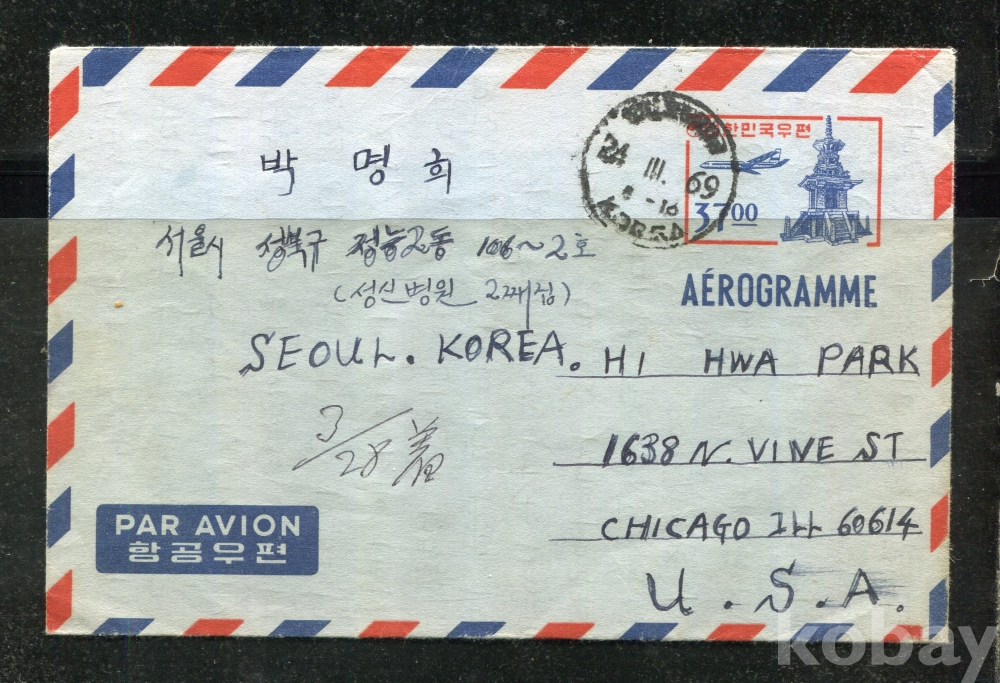 대한민국우편
24 III. 69
- 16
KOREA
37 00
AÉROGRAMME
박 명 희
서울시 성북구 정능2동 106~2호
(성신병원 2째집)
SEOUL. KOREA.
HI HWA PARK
1638 N. VINE ST
CHICAGO Ill 60614
U. S. A.
3/28 着
PAR AVION
항공우편
kobay